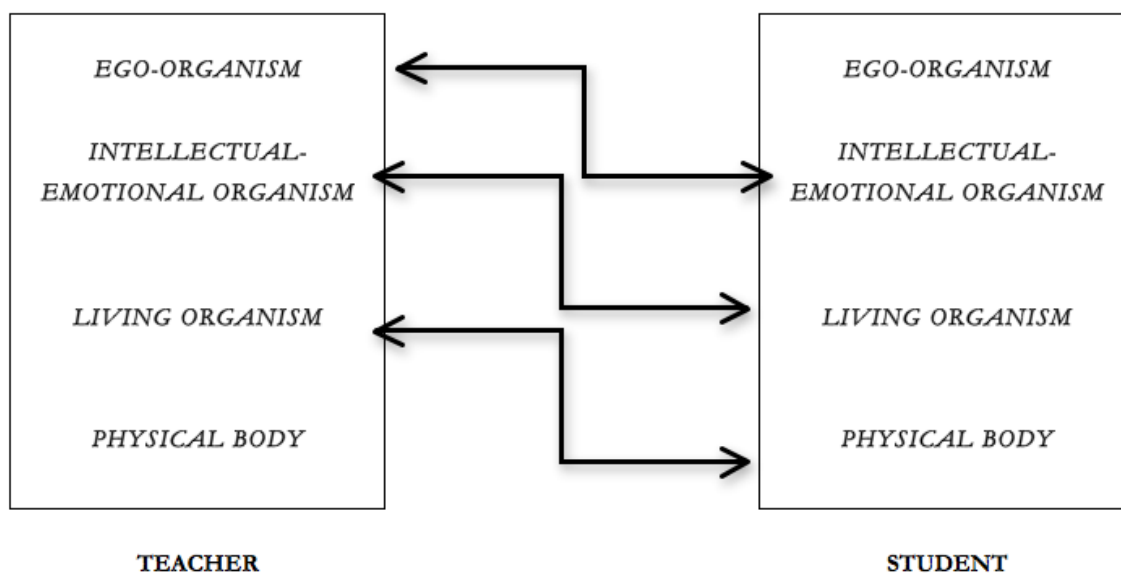 EGO-ORGANISM
INTELLECTUAL-
EMOTIONAL ORGANISM
LIVING ORGANISM
PHYSICAL BODY
TEACHER
EGO-ORGANISM
INTELLECTUAL-
EMOTIONAL ORGANISM
LIVING ORGANISM
PHYSICAL BODY
STUDENT